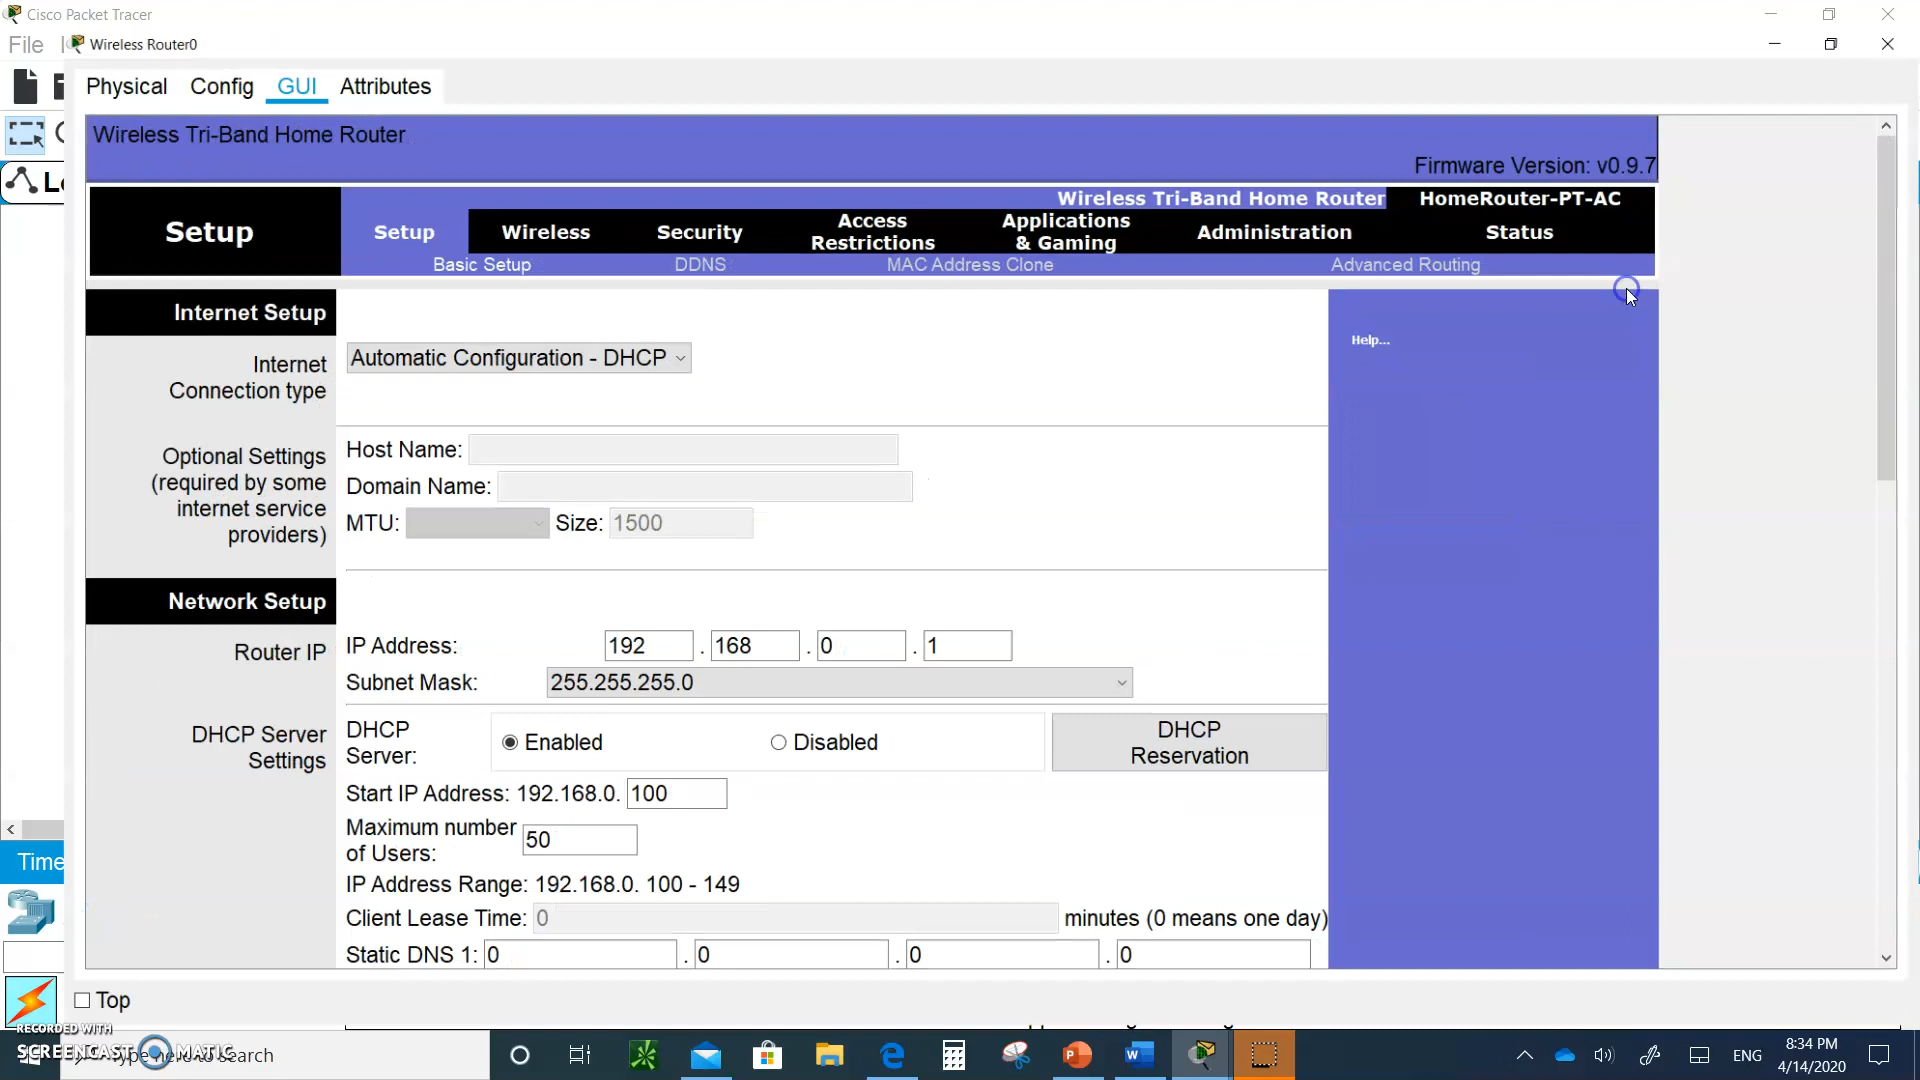 Cisco Packet Tracer
File
Wireless Router0
Physical Config GUI Attributes
Wireless Tri-Band Home Router
Firmware Version: v0.9.7
Wireless Tri-Band Home Router HomeRouter-PT-AC
Setup
Setup Wireless Security Access Restrictions Applications & Gaming Administration Status
Basic Setup DDNS MAC Address Clone Advanced Routing
Internet Setup
Internet
Connection type
Automatic Configuration - DHCP
Help...
Optional Settings
(required by some
internet service
providers)
Host Name:
Domain Name:
MTU: Size: 1500
Network Setup
Router IP
IP Address: 192 . 168 . 0 . 1
Subnet Mask: 255.255.255.0
DHCP Server
Settings
DHCP
Server:
Enabled Disabled
DHCP
Reservation
Start IP Address: 192.168.0. 100
Maximum number
of Users: 50
IP Address Range: 192.168.0. 100 - 149
Client Lease Time: 0 minutes (0 means one day)
Static DNS 1: 0 . 0 . 0 . 0
Time
Top
RECORDED WITH
SCREENCAST MATIC
Type here to search
ENG
8:34 PM
4/14/2020